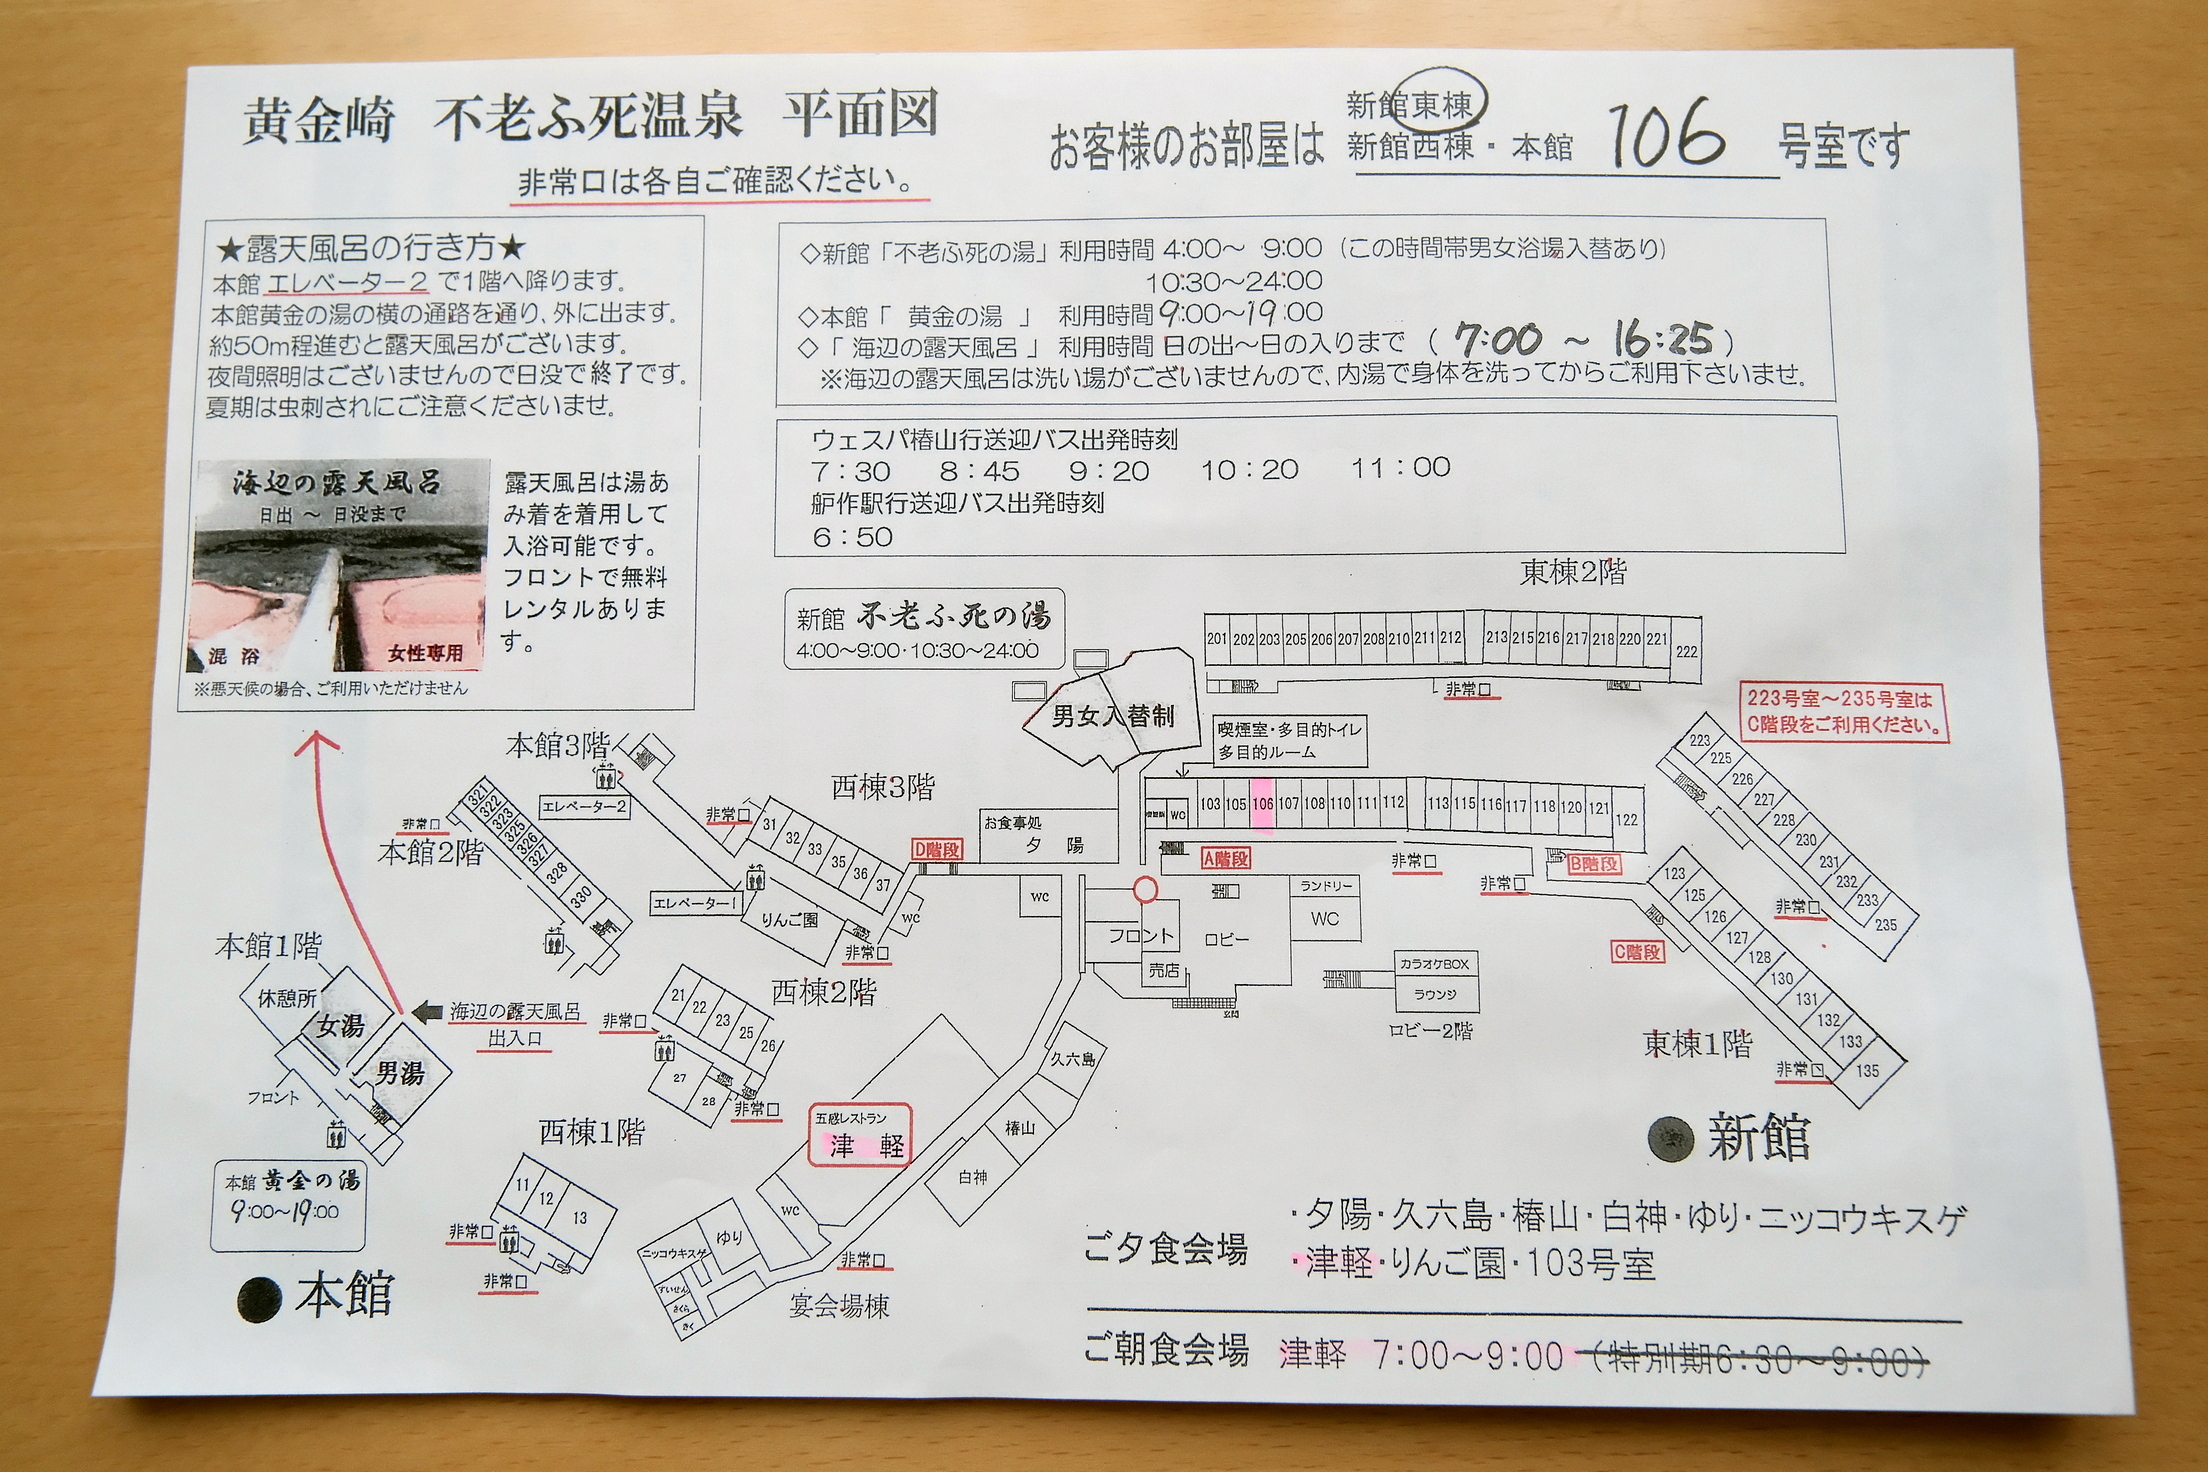 黄金崎 不老ふ死温泉 平面図
非常口は各自ご確認ください。
お客様のお部屋は
新館東棟
新館西棟・本館
106
号室です
★露天風呂の行き方★
本館 エレベーター2 で1階へ降ります。
本館黄金の湯の横の通路を通り、外に出ます。
約50m程進むと露天風呂がございます。
夜間照明はございませんので日没で終了です。
夏期は虫刺されにご注意くださいませ。
海辺の露天風呂
日出 〜 日没まで
混浴
女性専用
露天風呂は湯あ
み着を着用して
入浴可能です。
フロントで無料
レンタルありま
す。
※悪天候の場合、ご利用いただけません
◇新館「不老ふ死の湯」利用時間 4:00〜 9:00 (この時間帯男女浴場入替あり)
10:30〜24:00
◇本館「 黄金の湯 」 利用時間 9:00〜19:00
◇「 海辺の露天風呂 」 利用時間 日の出〜日の入りまで ( 7:00 〜 16:25 )
※海辺の露天風呂は洗い場がございませんので、内湯で身体を洗ってからご利用下さいませ。
ウェスパ椿山行送迎バス出発時刻
7:30 8:45 9:20 10:20 11:00
舮作駅行送迎バス出発時刻
6:50
東棟2階
新館 不老ふ死の湯
4:00〜9:00・10:30〜24:00
男女入替制
201 202 203 205 206 207 208 210 211 212 213 215 216 217 218 220 221 222
非常口
223号室〜235号室は
C階段をご利用ください。
喫煙室・多目的トイレ
多目的ルーム
223 225 226 227 228 230 231 232 233 235
非常口
WC 103 105 106 107 108 110 111 112 113 115 116 117 118 120 121 122
A階段
非常口
B階段
非常口
123 125 126 127 128 130 131 132 133 135
C階段
東棟1階
非常口
●新館
本館3階
エレベーター2
321 322 323 325 326 327 328 330
非常口
本館2階
西棟3階
非常口
31 32 33 35 36 37
D階段
お食事処
夕 陽
エレベーター1
りんご園
WC
非常口
WC
フロント
売店
ロビー
玄関
ランドリー
WC
カラオケBOX
ラウンジ
ロビー2階
本館1階
休憩所
女湯
男湯
フロント
海辺の露天風呂
出入口
本館 黄金の湯
9:00〜19:00
●本館
西棟2階
21 22 23 25 26
27 28
非常口
非常口
西棟1階
11 12 13
非常口
非常口
五感レストラン
津 軽
久六島
椿山
白神
WC
ゆり
ニッコウキスゲ
すいせん
さくら
きく
非常口
宴会場棟
ご夕食会場
・夕陽・久六島・椿山・白神・ゆり・ニッコウキスゲ
・津軽・りんご園・103号室
ご朝食会場 津軽 7:00〜9:00 (特別期6:30〜9:00)